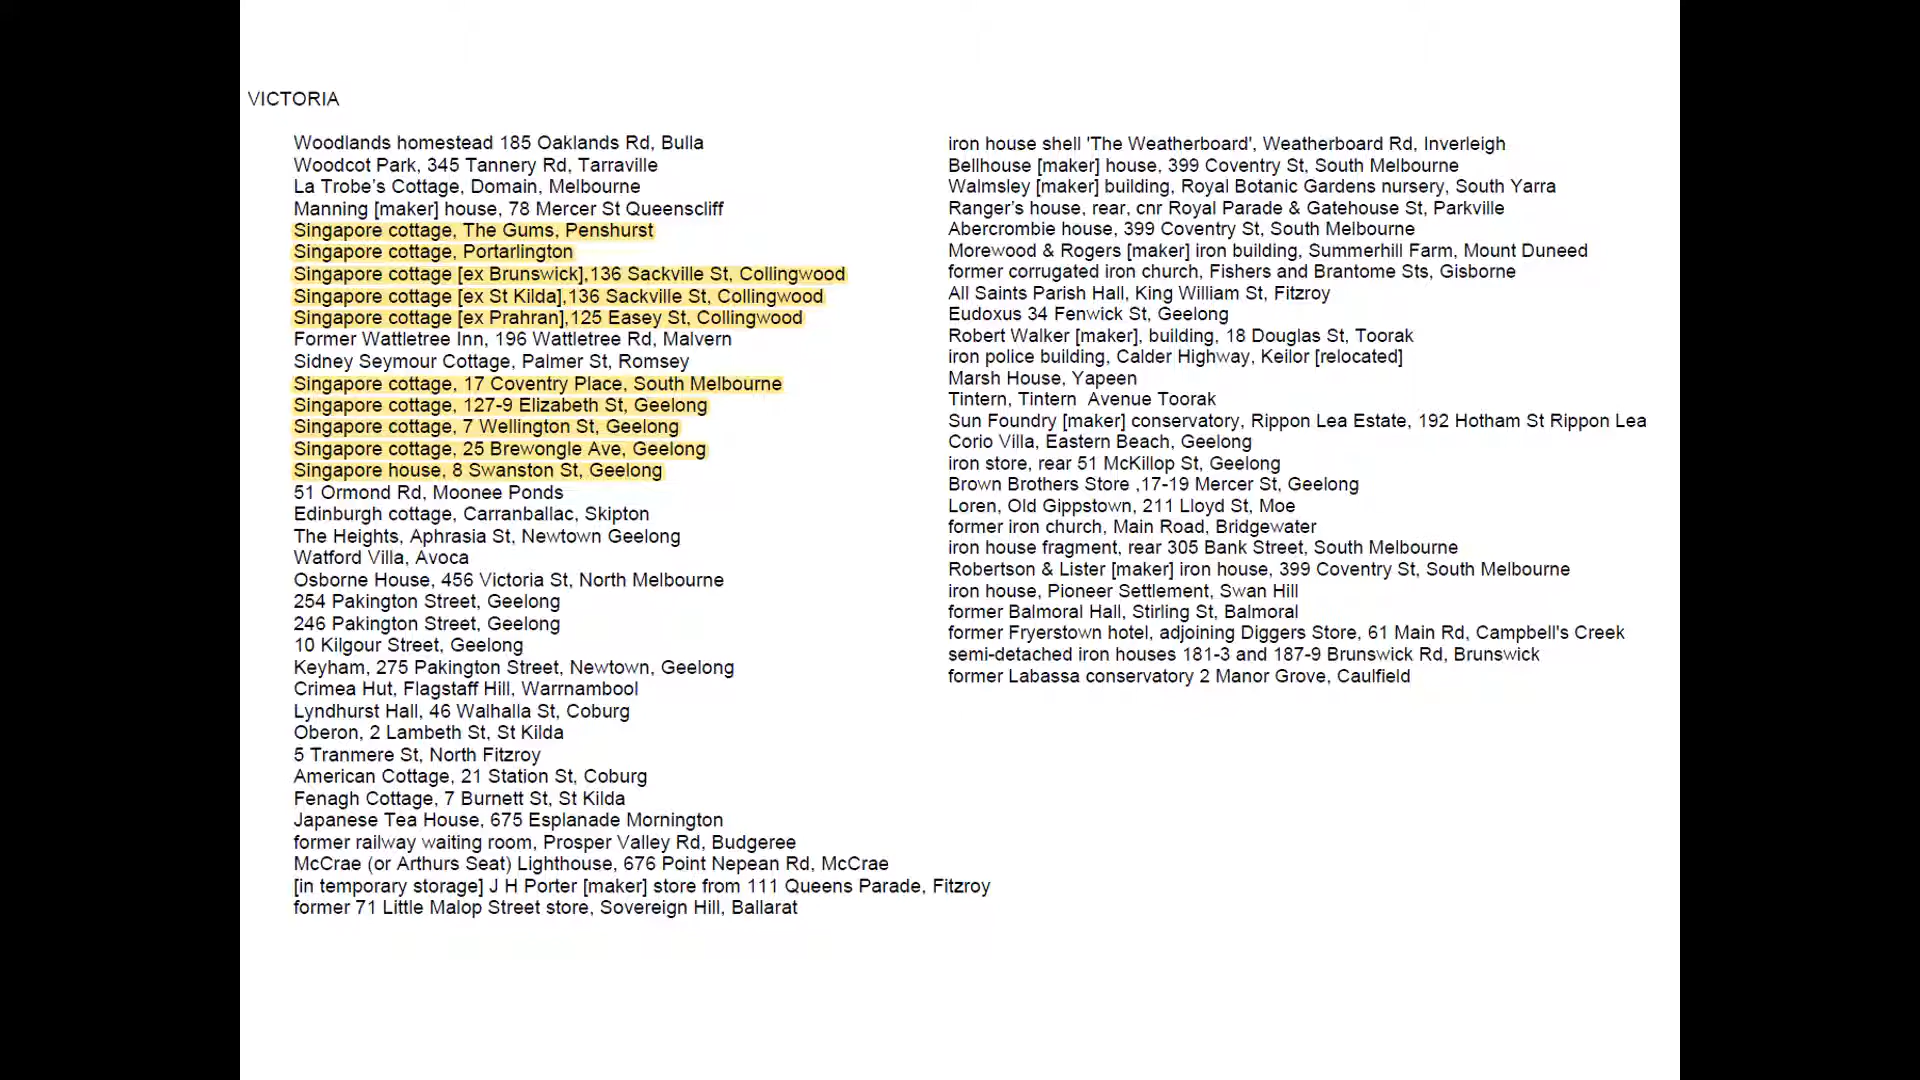 VICTORIA
Woodlands homestead 185 Oaklands Rd, Bulla
Woodcot Park, 345 Tannery Rd, Tarraville
La Trobe’s Cottage, Domain, Melbourne
Manning [maker] house, 78 Mercer St Queenscliff
Singapore cottage, The Gums, Penshurst
Singapore cottage, Portarlington
Singapore cottage [ex Brunswick],136 Sackville St, Collingwood
Singapore cottage [ex St Kilda],136 Sackville St, Collingwood
Singapore cottage [ex Prahran],125 Easey St, Collingwood
Former Wattletree Inn, 196 Wattletree Rd, Malvern
Sidney Seymour Cottage, Palmer St, Romsey
Singapore cottage, 17 Coventry Place, South Melbourne
Singapore cottage, 127-9 Elizabeth St, Geelong
Singapore cottage, 7 Wellington St, Geelong
Singapore cottage, 25 Brewongle Ave, Geelong
Singapore house, 8 Swanston St, Geelong
51 Ormond Rd, Moonee Ponds
Edinburgh cottage, Carranballac, Skipton
The Heights, Aphrasia St, Newtown Geelong
Watford Villa, Avoca
Osborne House, 456 Victoria St, North Melbourne
254 Pakington Street, Geelong
246 Pakington Street, Geelong
10 Kilgour Street, Geelong
Keyham, 275 Pakington Street, Newtown, Geelong
Crimea Hut, Flagstaff Hill, Warrnambool
Lyndhurst Hall, 46 Walhalla St, Coburg
Oberon, 2 Lambeth St, St Kilda
5 Tranmere St, North Fitzroy
American Cottage, 21 Station St, Coburg
Fenagh Cottage, 7 Burnett St, St Kilda
Japanese Tea House, 675 Esplanade Mornington
former railway waiting room, Prosper Valley Rd, Budgeree
McCrae (or Arthurs Seat) Lighthouse, 676 Point Nepean Rd, McCrae
[in temporary storage] J H Porter [maker] store from 111 Queens Parade, Fitzroy
former 71 Little Malop Street store, Sovereign Hill, Ballarat
iron house shell 'The Weatherboard', Weatherboard Rd, Inverleigh
Bellhouse [maker] house, 399 Coventry St, South Melbourne
Walmsley [maker] building, Royal Botanic Gardens nursery, South Yarra
Ranger’s house, rear, cnr Royal Parade & Gatehouse St, Parkville
Abercrombie house, 399 Coventry St, South Melbourne
Morewood & Rogers [maker] iron building, Summerhill Farm, Mount Duneed
former corrugated iron church, Fishers and Brantome Sts, Gisborne
All Saints Parish Hall, King William St, Fitzroy
Eudoxus 34 Fenwick St, Geelong
Robert Walker [maker], building, 18 Douglas St, Toorak
iron police building, Calder Highway, Keilor [relocated]
Marsh House, Yapeen
Tintern, Tintern  Avenue Toorak
Sun Foundry [maker] conservatory, Rippon Lea Estate, 192 Hotham St Rippon Lea
Corio Villa, Eastern Beach, Geelong
iron store, rear 51 McKillop St, Geelong
Brown Brothers Store ,17-19 Mercer St, Geelong
Loren, Old Gippstown, 211 Lloyd St, Moe
former iron church, Main Road, Bridgewater
iron house fragment, rear 305 Bank Street, South Melbourne
Robertson & Lister [maker] iron house, 399 Coventry St, South Melbourne
iron house, Pioneer Settlement, Swan Hill
former Balmoral Hall, Stirling St, Balmoral
former Fryerstown hotel, adjoining Diggers Store, 61 Main Rd, Campbell's Creek
semi-detached iron houses 181-3 and 187-9 Brunswick Rd, Brunswick
former Labassa conservatory 2 Manor Grove, Caulfield